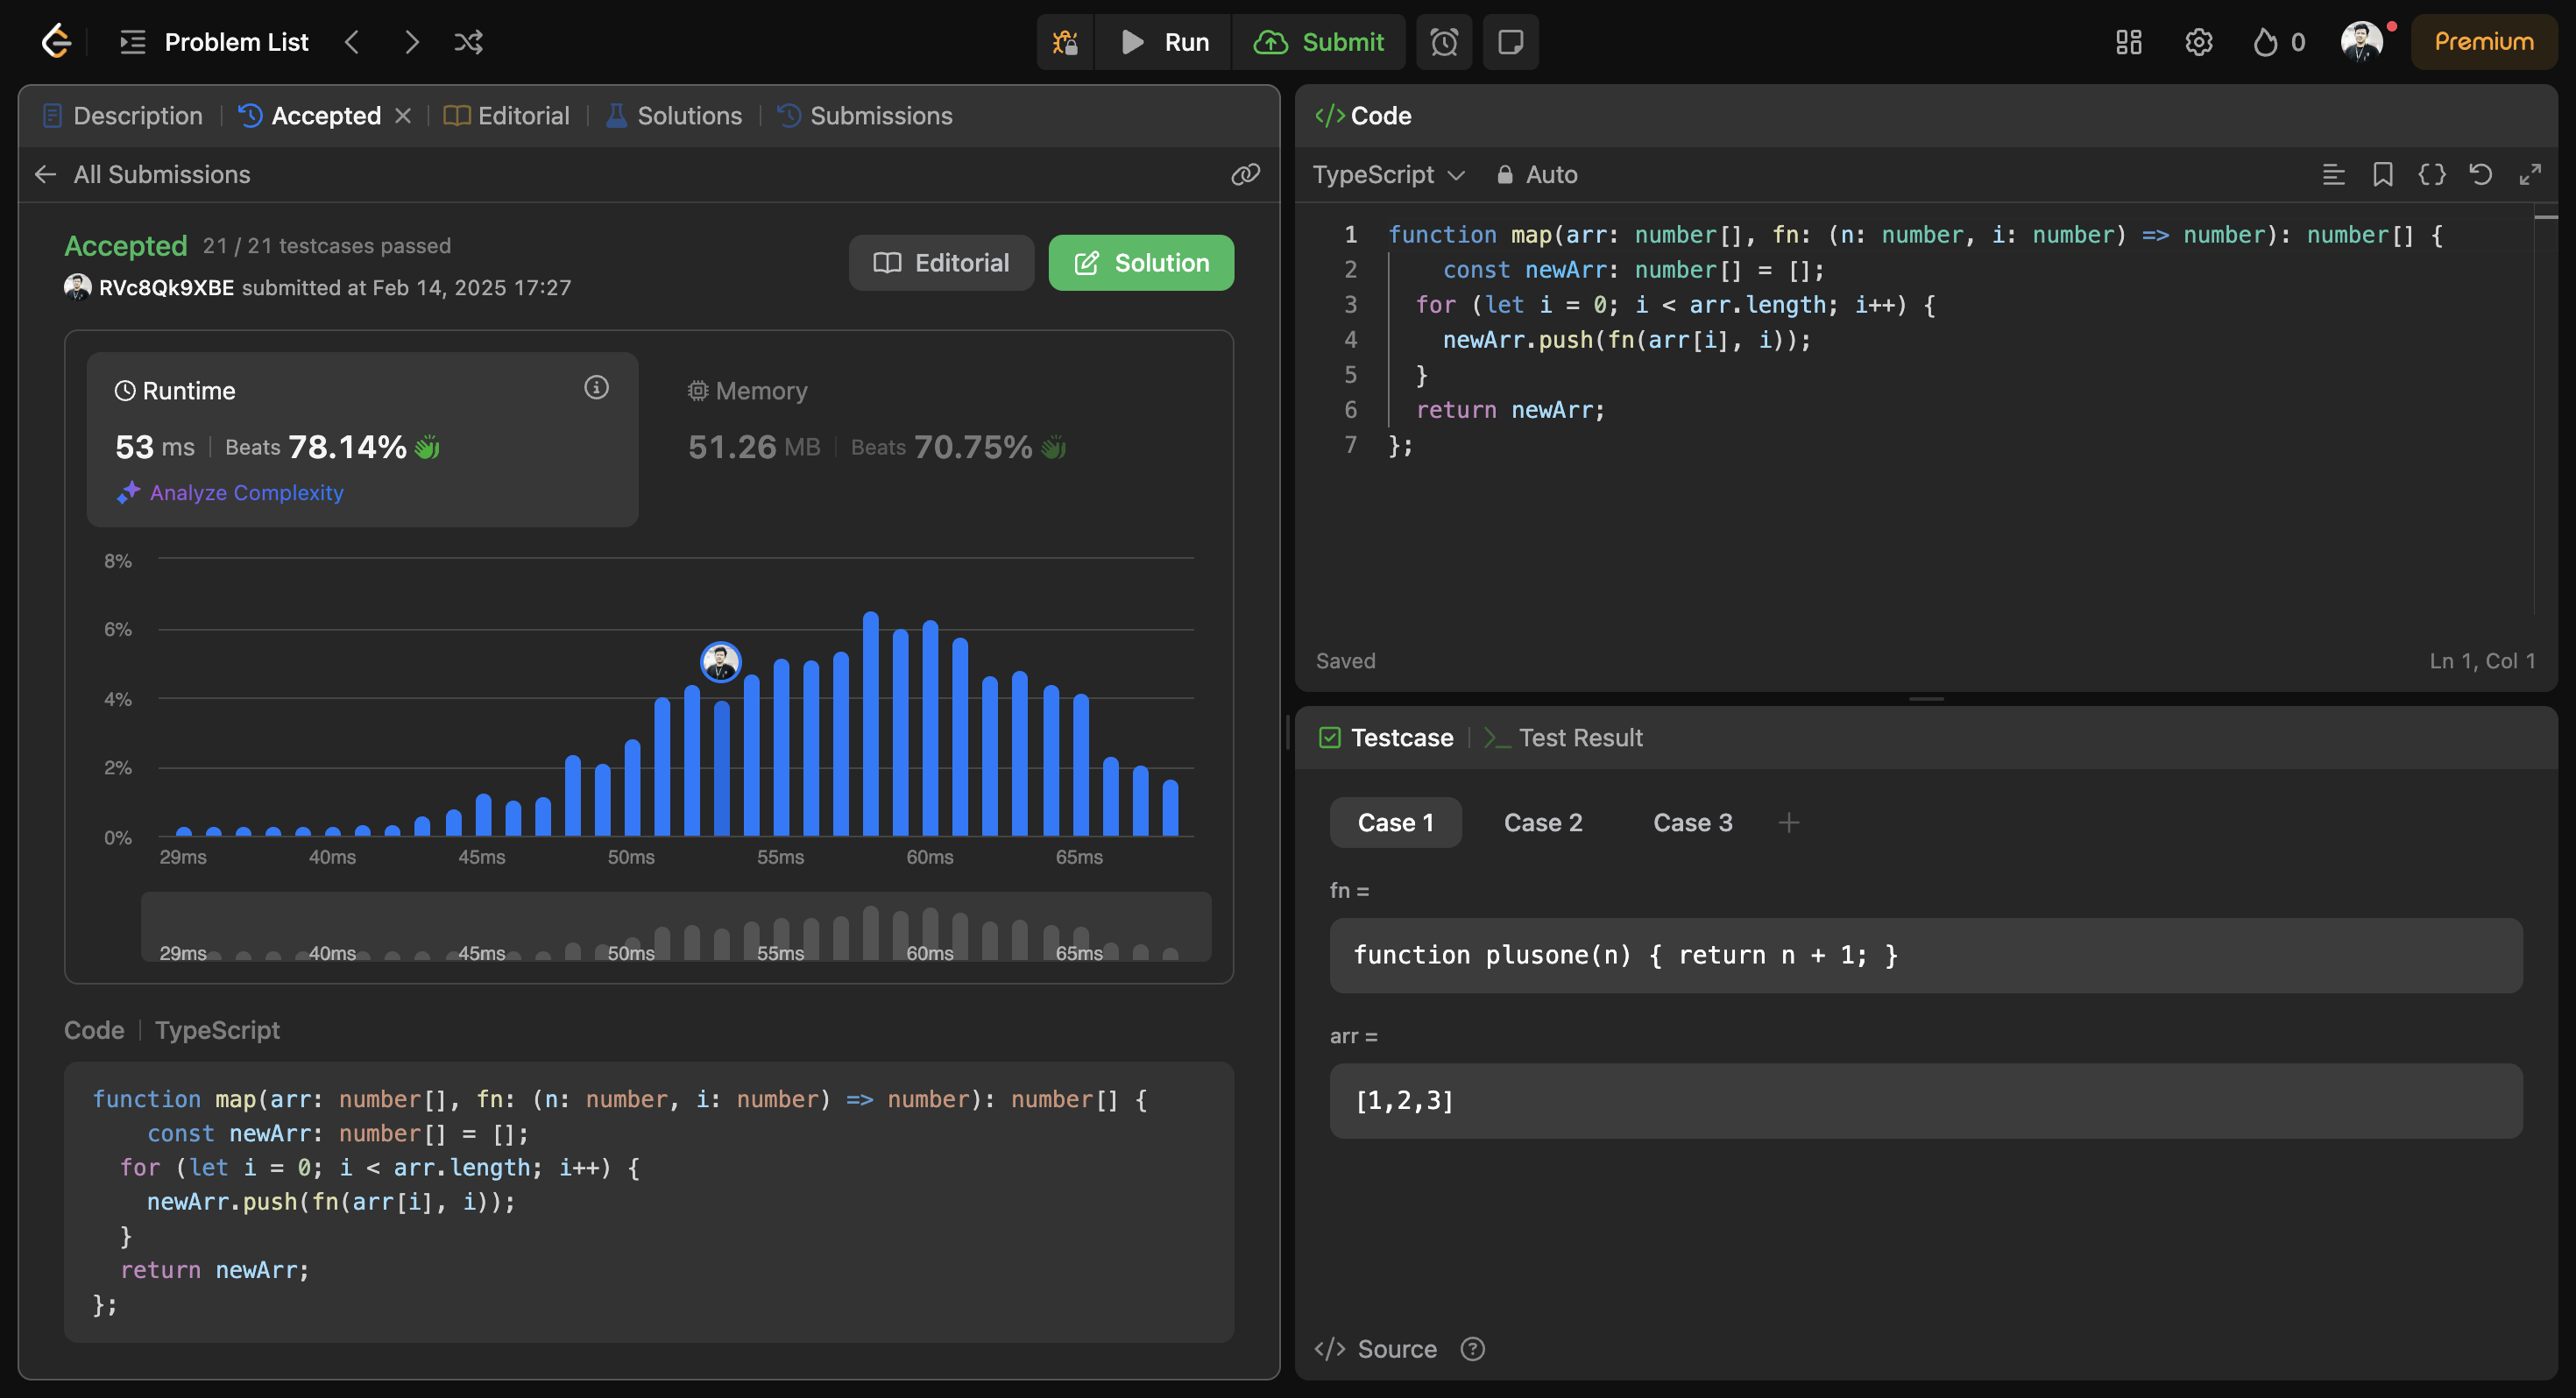 Problem List
Run
Submit
0
Premium
Description
Accepted
Editorial
Solutions
Submissions
All Submissions
Accepted 21 / 21 testcases passed
RVc8Qk9XBE submitted at Feb 14, 2025 17:27
Editorial
Solution
Runtime
53 ms Beats 78.14%
Analyze Complexity
Memory
51.26 MB Beats 70.75%
8%
6%
4%
2%
0%
29ms 40ms 45ms 50ms 55ms 60ms 65ms
29ms 40ms 45ms 50ms 55ms 60ms 65ms
Code TypeScript
function map(arr: number[], fn: (n: number, i: number) => number): number[] {
    const newArr: number[] = [];
  for (let i = 0; i < arr.length; i++) {
    newArr.push(fn(arr[i], i));
  }
  return newArr;
};
</> Code
TypeScript
Auto
1 function map(arr: number[], fn: (n: number, i: number) => number): number[] {
2     const newArr: number[] = [];
3   for (let i = 0; i < arr.length; i++) {
4     newArr.push(fn(arr[i], i));
5   }
6   return newArr;
7 };
Saved
Ln 1, Col 1
Testcase
>_ Test Result
Case 1
Case 2
Case 3
+
fn =
function plusone(n) { return n + 1; }
arr =
[1,2,3]
</> Source ?